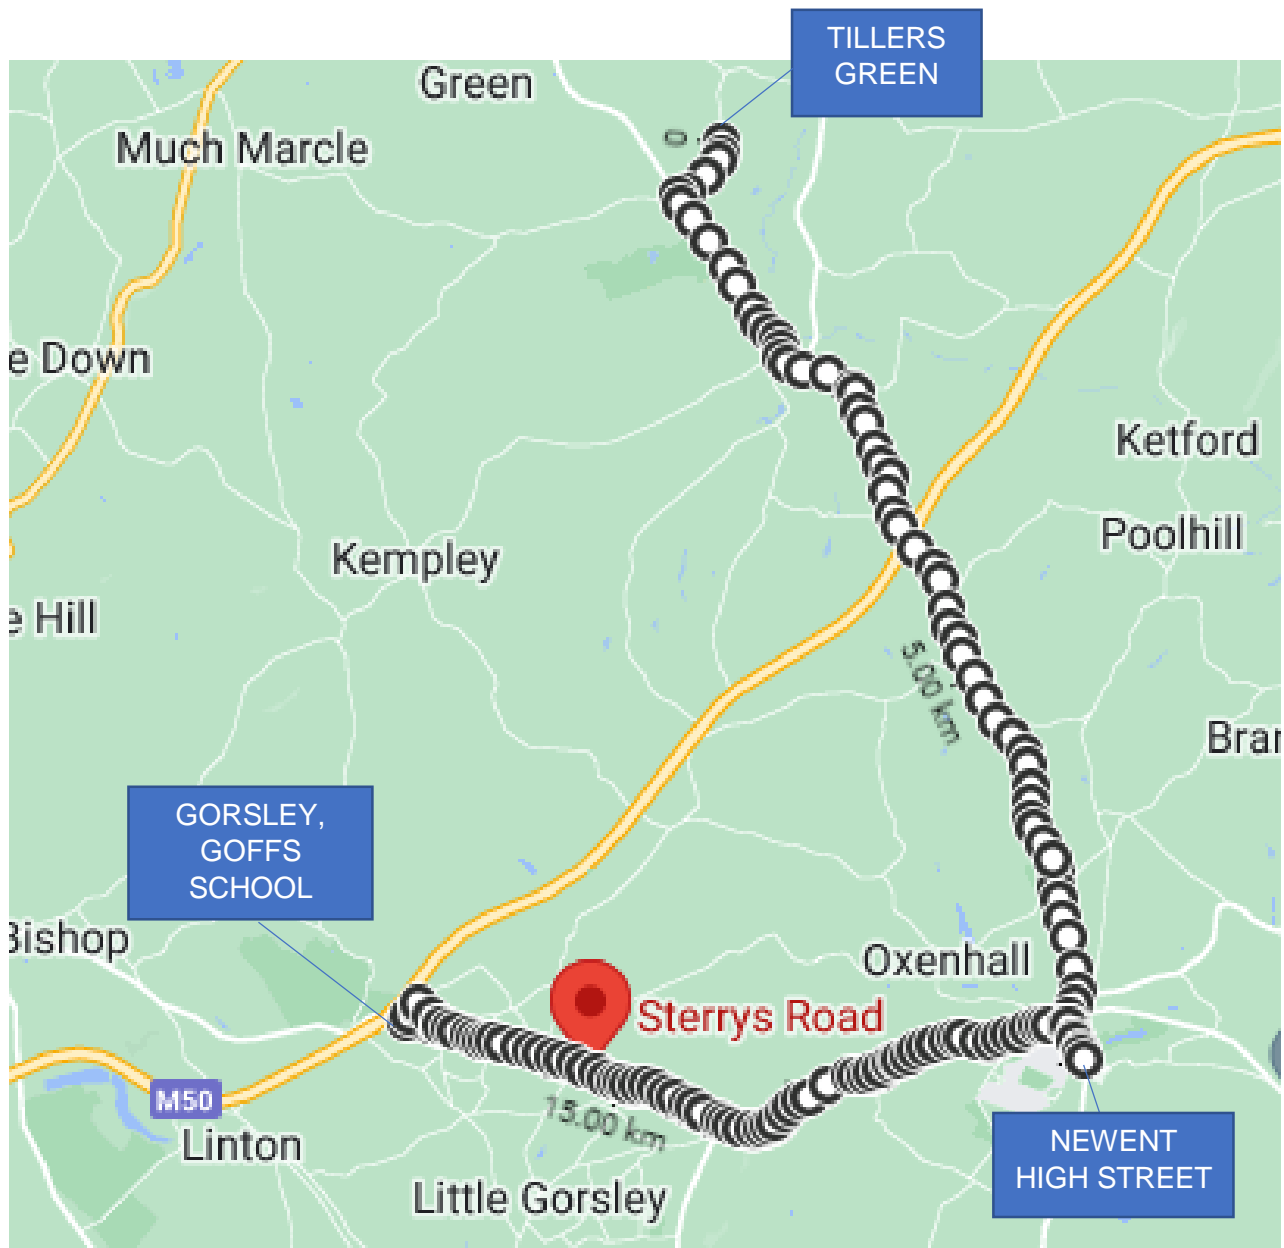 TILLERS
GREEN
Green
0
Much Marcle
e Down
Ketford
Poolhill
Kempley
e Hill
5.00 km
Bran
GORSLEY,
GOFFS
SCHOOL
Bishop
Oxenhall
Sterrys Road
M50
15.00 km
Linton
NEWENT
HIGH STREET
Little Gorsley